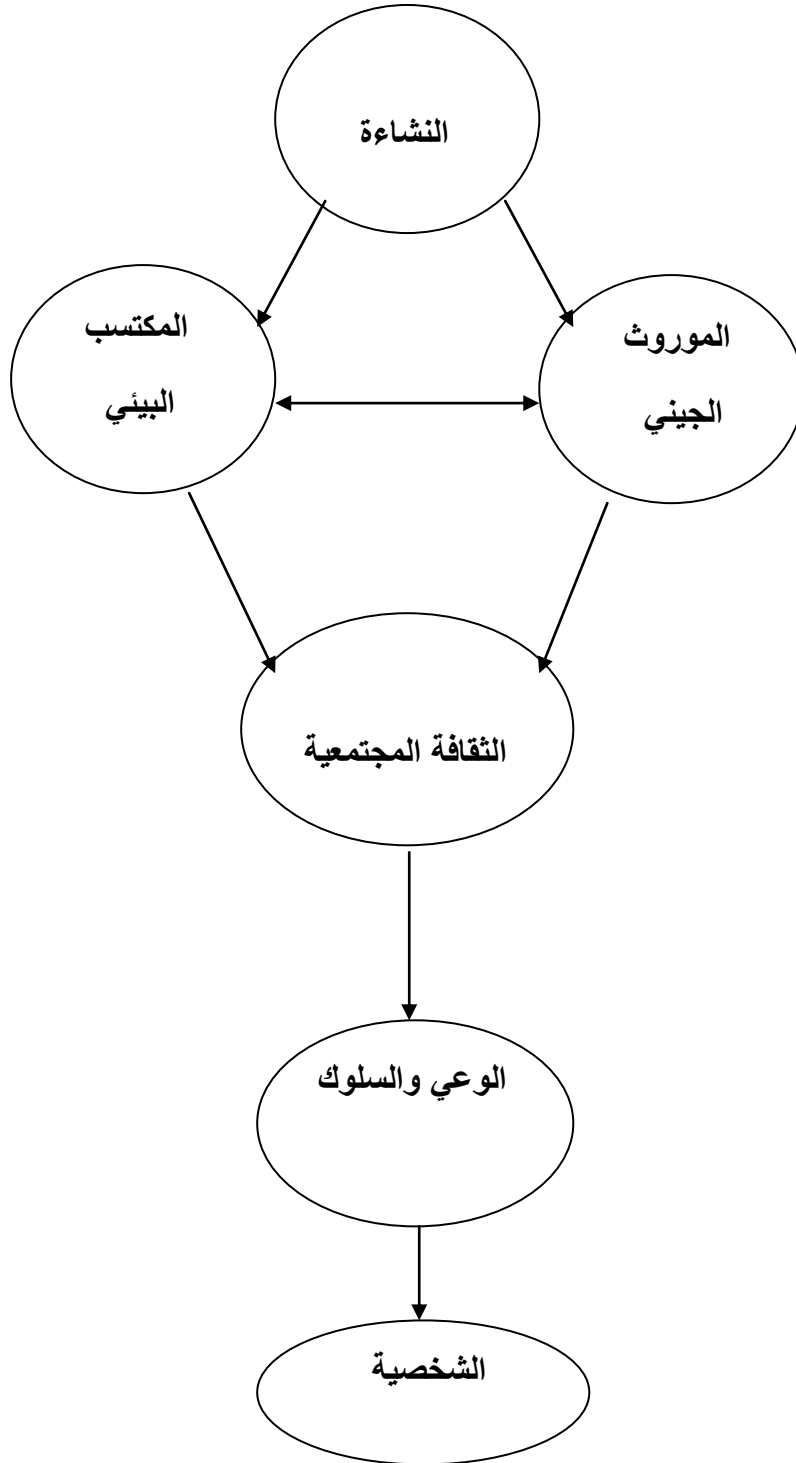 النشاءة
الموروث
الجيني
المكتسب
البيئي
الثقافة المجتمعية
الوعي والسلوك
الشخصية